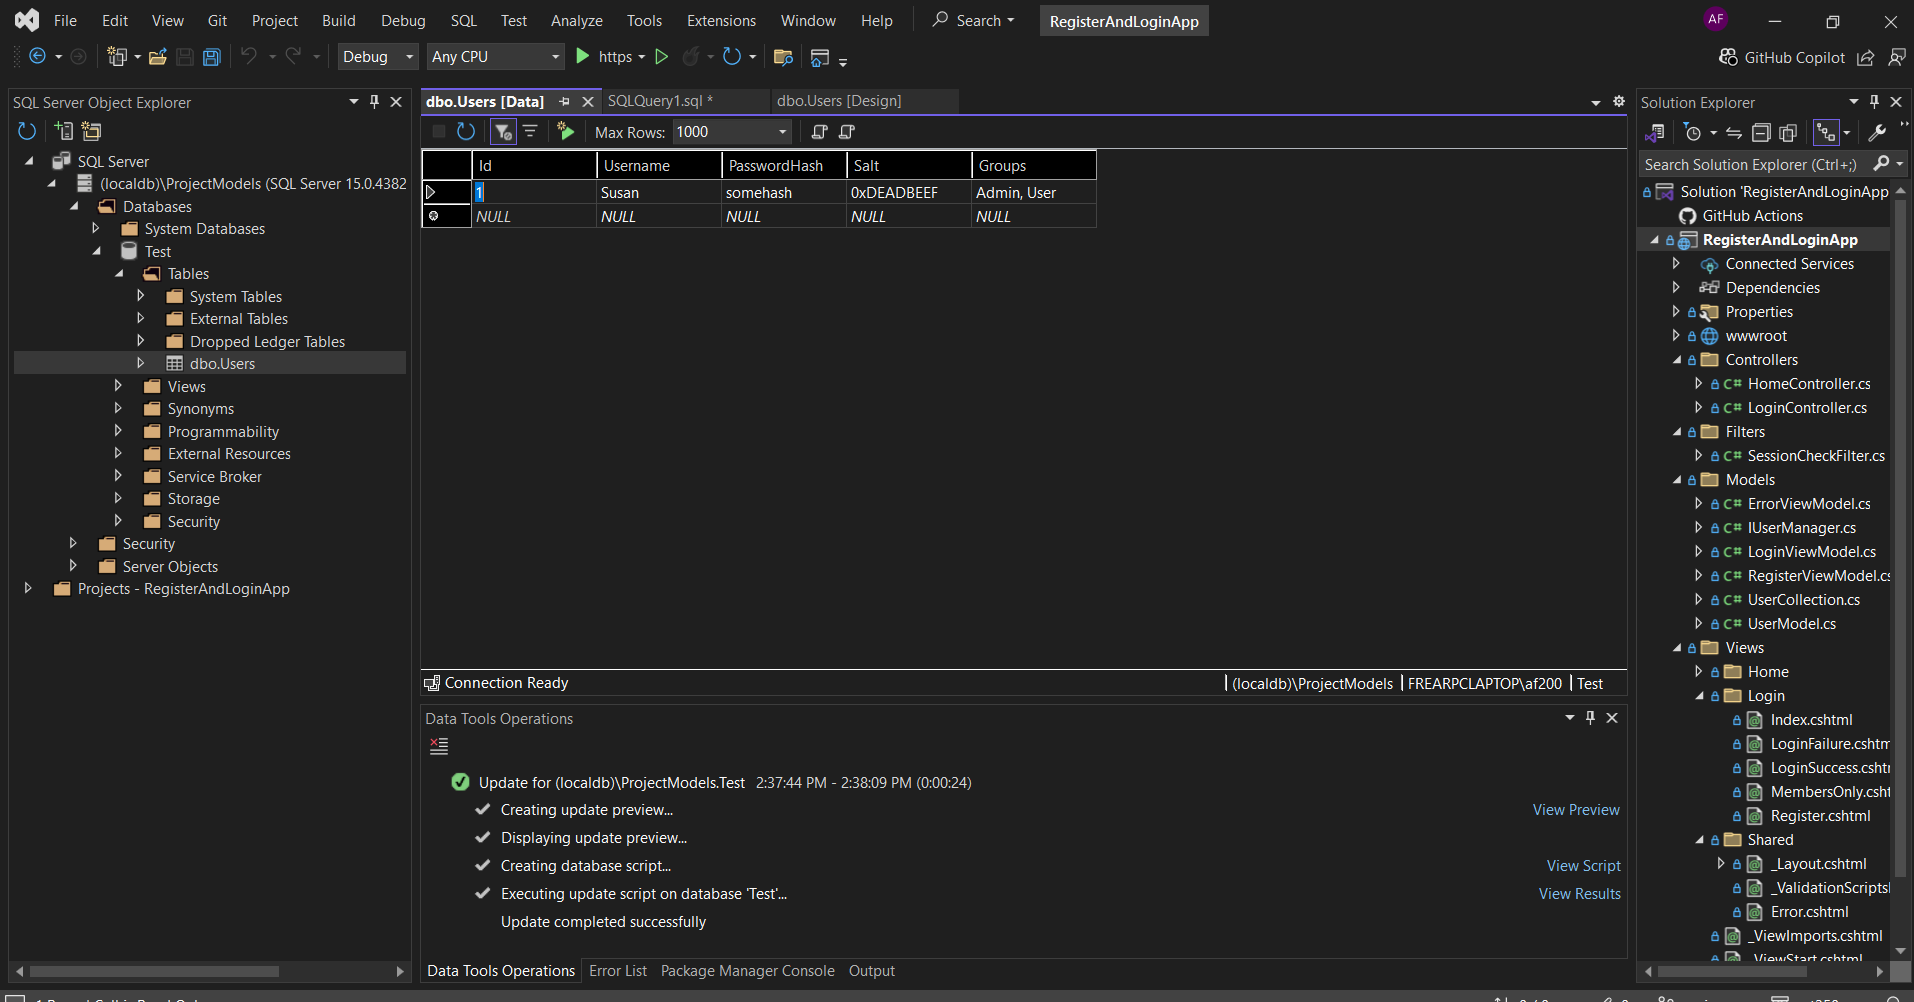 File Edit View Git Project Build Debug SQL Test Analyze Tools Extensions Window Help Search RegisterAndLoginApp AF
Debug Any CPU https GitHub Copilot
SQL Server Object Explorer
SQL Server
(localdb)\ProjectModels (SQL Server 15.0.4382
Databases
System Databases
Test
Tables
System Tables
External Tables
Dropped Ledger Tables
dbo.Users
Views
Synonyms
Programmability
External Resources
Service Broker
Storage
Security
Security
Server Objects
Projects - RegisterAndLoginApp
dbo.Users [Data] SQLQuery1.sql * dbo.Users [Design]
Max Rows: 1000
Id Username PasswordHash Salt Groups
1 Susan somehash 0xDEADBEEF Admin, User
NULL NULL NULL NULL NULL
Connection Ready (localdb)\ProjectModels FREARPCLAPTOP\af200 Test
Data Tools Operations
Update for (localdb)\ProjectModels.Test 2:37:44 PM - 2:38:09 PM (0:00:24)
Creating update preview... View Preview
Displaying update preview...
Creating database script... View Script
Executing update script on database 'Test'... View Results
Update completed successfully
Data Tools Operations Error List Package Manager Console Output
Solution Explorer
Search Solution Explorer (Ctrl+;)
Solution 'RegisterAndLoginApp
GitHub Actions
RegisterAndLoginApp
Connected Services
Dependencies
Properties
wwwroot
Controllers
C# HomeController.cs
C# LoginController.cs
Filters
C# SessionCheckFilter.cs
Models
C# ErrorViewModel.cs
C# IUserManager.cs
C# LoginViewModel.cs
C# RegisterViewModel.cs
C# UserCollection.cs
C# UserModel.cs
Views
Home
Login
Index.cshtml
LoginFailure.cshtm
LoginSuccess.cshtr
MembersOnly.csht
Register.cshtml
Shared
_Layout.cshtml
_ValidationScripts
Error.cshtml
_ViewImports.cshtml
_ViewStart.cshtml